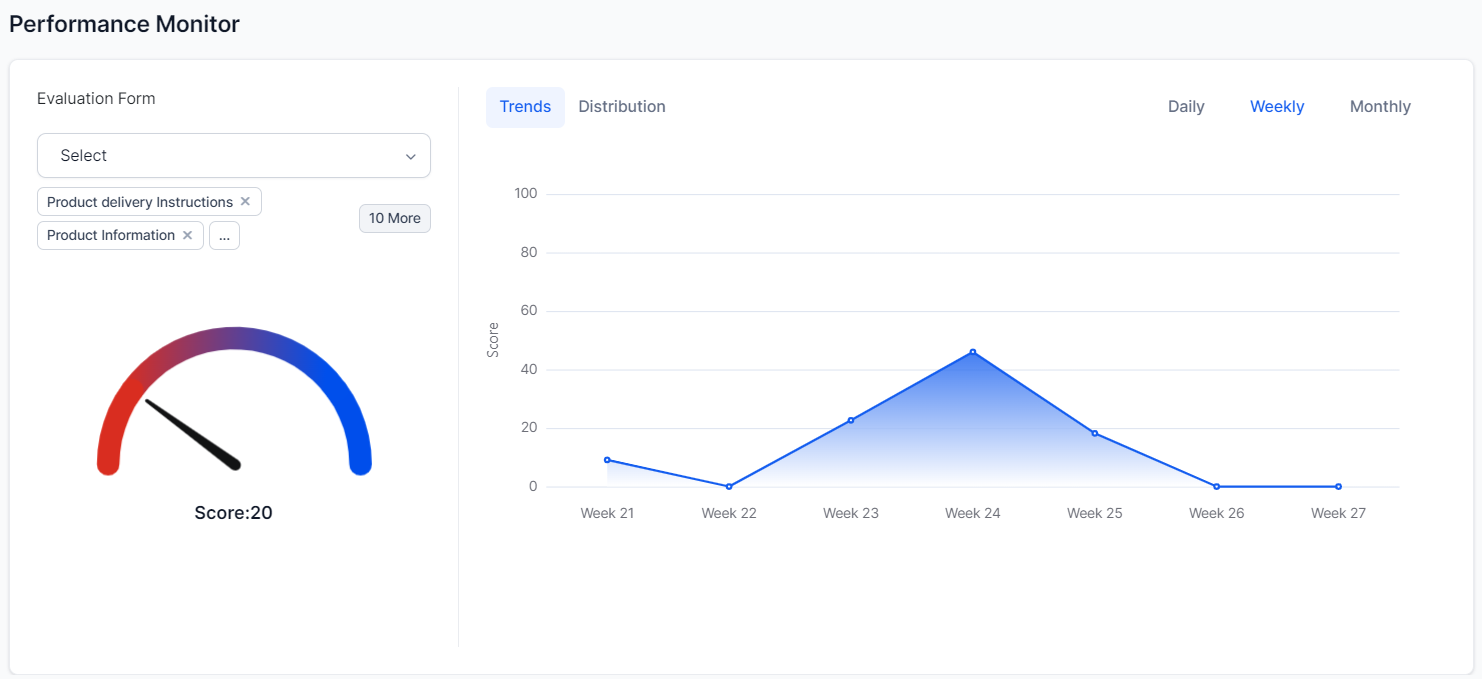 Performance Monitor
Evaluation Form
Select
Product delivery Instructions ×
10 More
Product Information ×
...
Score:20
Trends
Distribution
Daily
Weekly
Monthly
Score
100
80
60
40
20
0
Week 21
Week 22
Week 23
Week 24
Week 25
Week 26
Week 27